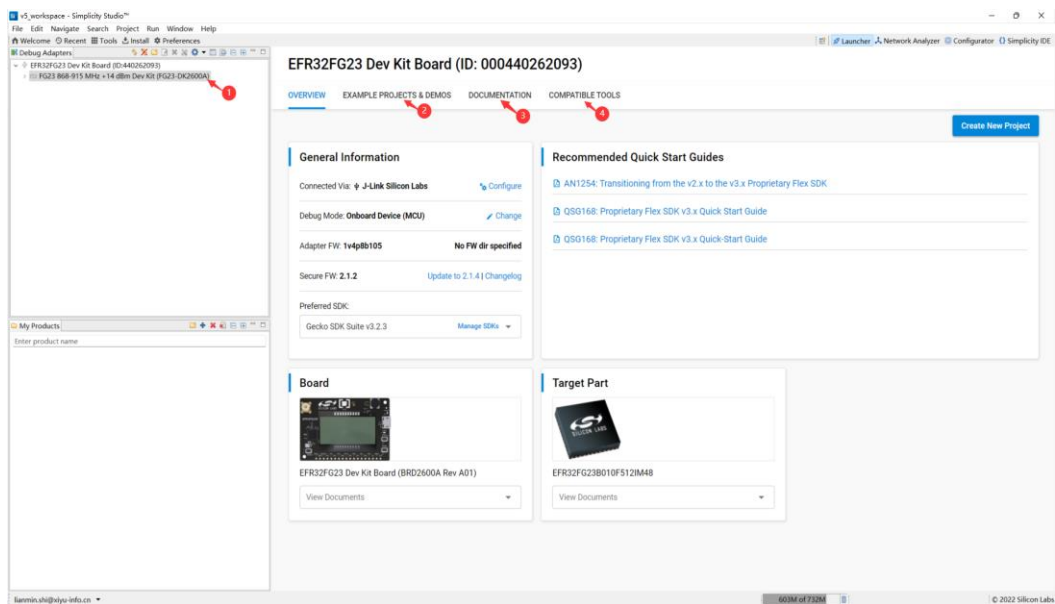 v5_workspace - Simplicity Studio™
File Edit Navigate Search Project Run Window Help
Welcome Recent Tools Install Preferences
Launcher Network Analyzer Configurator {} Simplicity IDE
Debug Adapters
EFR32FG23 Dev Kit Board (ID:440262093)
FG23 868-915 MHz +14 dBm Dev Kit (FG23-DK2600A)
1
EFR32FG23 Dev Kit Board (ID: 000440262093)
OVERVIEW EXAMPLE PROJECTS & DEMOS DOCUMENTATION COMPATIBLE TOOLS
2 3 4
Create New Project
General Information
Connected Via: J-Link Silicon Labs Configure
Debug Mode: Onboard Device (MCU) Change
Adapter FW: 1v4p8b105 No FW dir specified
Secure FW: 2.1.2 Update to 2.1.4 | Changelog
Preferred SDK:
Gecko SDK Suite v3.2.3 Manage SDKs
Recommended Quick Start Guides
AN1254: Transitioning from the v2.x to the v3.x Proprietary Flex SDK
QSG168: Proprietary Flex SDK v3.x Quick Start Guide
QSG168: Proprietary Flex SDK v3.x Quick-Start Guide
My Products
Enter product name
Board
EFR32FG23 Dev Kit Board (BRD2600A Rev A01)
View Documents
Target Part
SILICON LABS
EFR32FG23B010F512IM48
View Documents
lianmin.shi@xiyu-info.cn
603M of 732M
© 2022 Silicon Labs